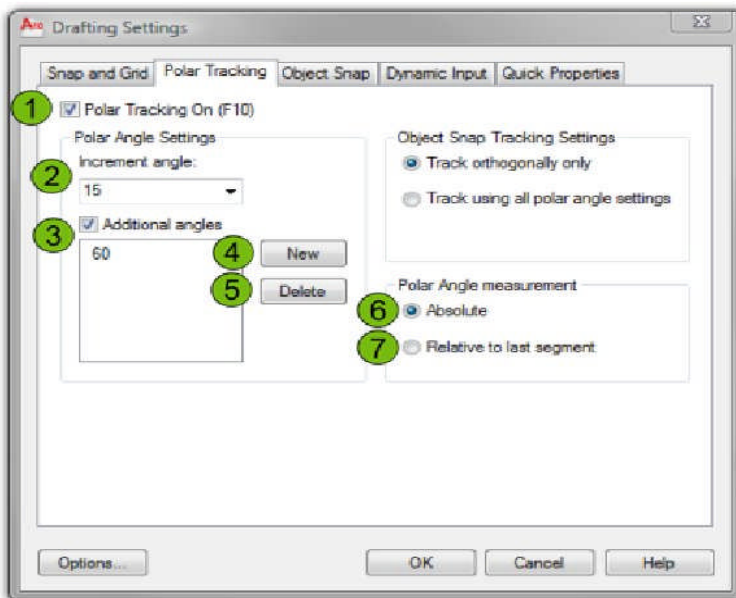 Drafting Settings
Snap and Grid
Polar Tracking
Object Snap
Dynamic Input
Quick Properties
1 Polar Tracking On (F10)
Polar Angle Settings
Increment angle:
2 15
3 Additional angles
60
4 New
5 Delete
Object Snap Tracking Settings
Track orthogonally only
Track using all polar angle settings
Polar Angle measurement
6 Absolute
7 Relative to last segment
Options...
OK
Cancel
Help